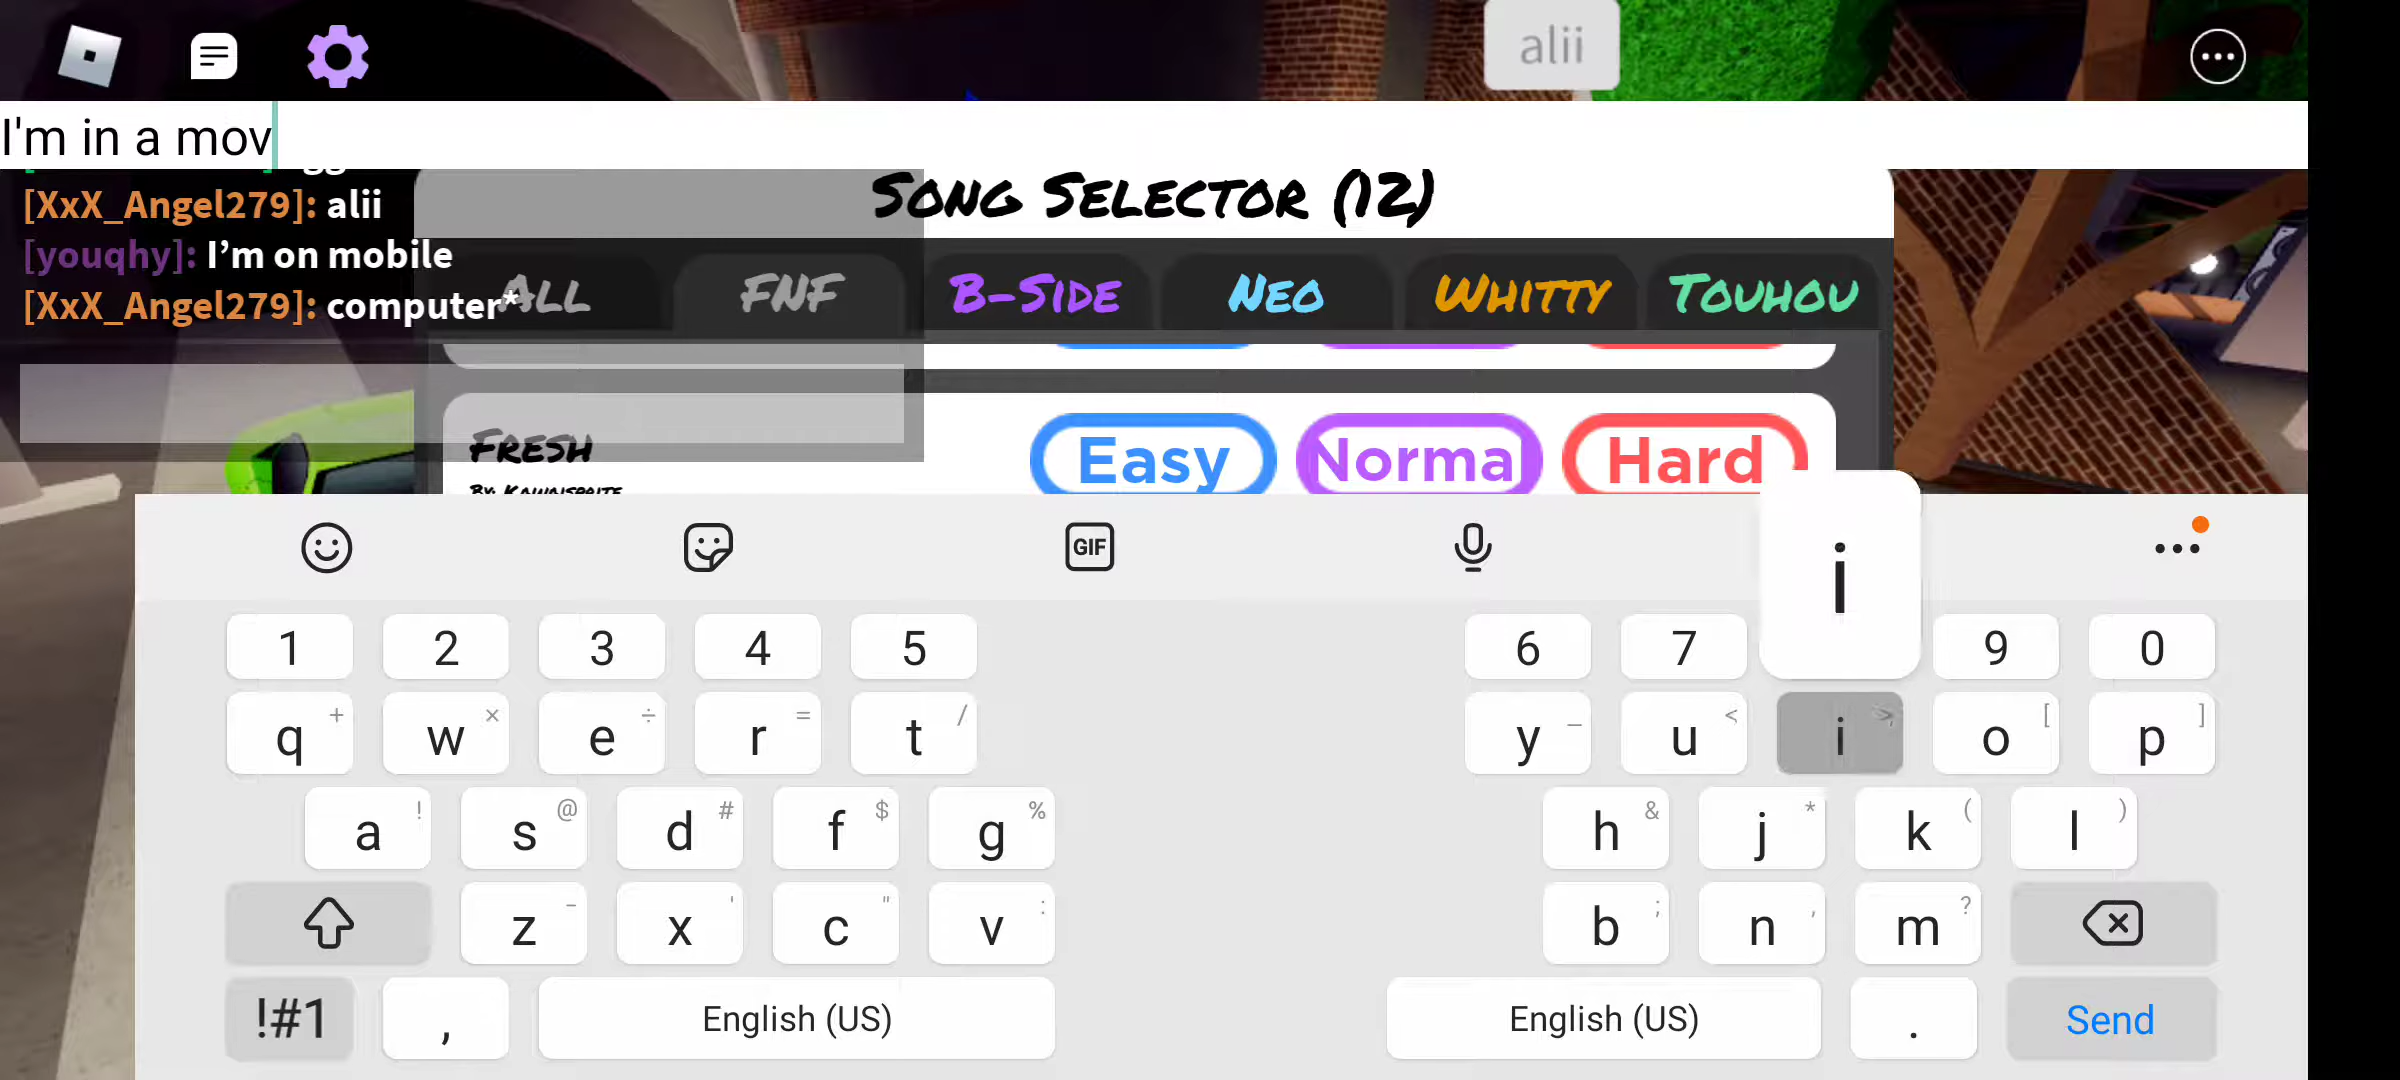 alii
I'm in a mov
[XxX_Angel279]: alii
[youqhy]: I’m on mobile
[XxX_Angel279]: computer*
Song Selector (12)
All FNF B-Side Neo Whitty Touhou
Fresh
By: Kawaisprite
Easy Norma Hard
GIF
i
1 2 3 4 5 6 7 9 0
q + w × e ÷ r = t / y _ u < i > o [ p ]
a ! s @ d # f $ g % h & j * k ( l )
z - x ' c " v : b ; n , m ?
!#1 , English (US) English (US) . Send